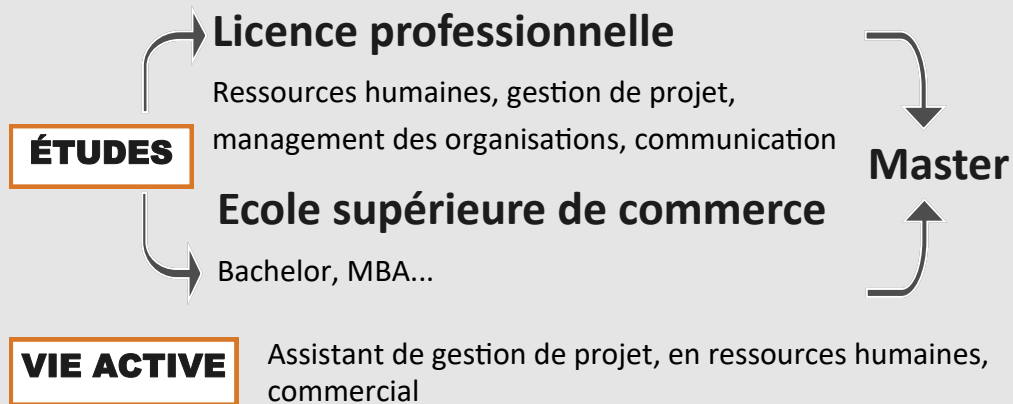 Licence professionnelle
Ressources humaines, gestion de projet,
management des organisations, communication
ÉTUDES
Master
Ecole supérieure de commerce
Bachelor, MBA...
VIE ACTIVE
Assistant de gestion de projet, en ressources humaines,
commercial